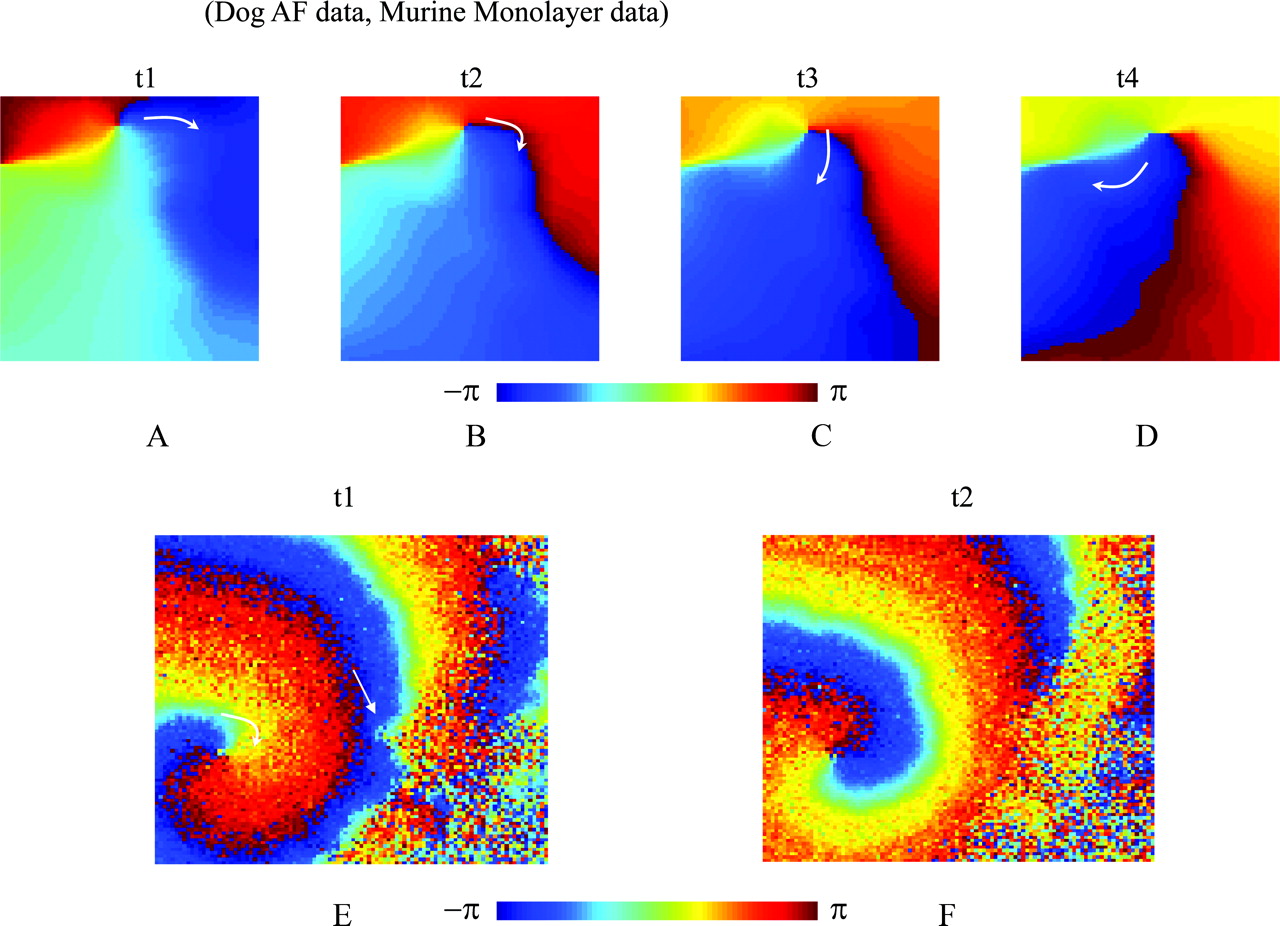 (Dog AF data, Murine Monolayer data)
t1 t2 t3 t4
−π π
A B C D
t1 t2
E −π π F